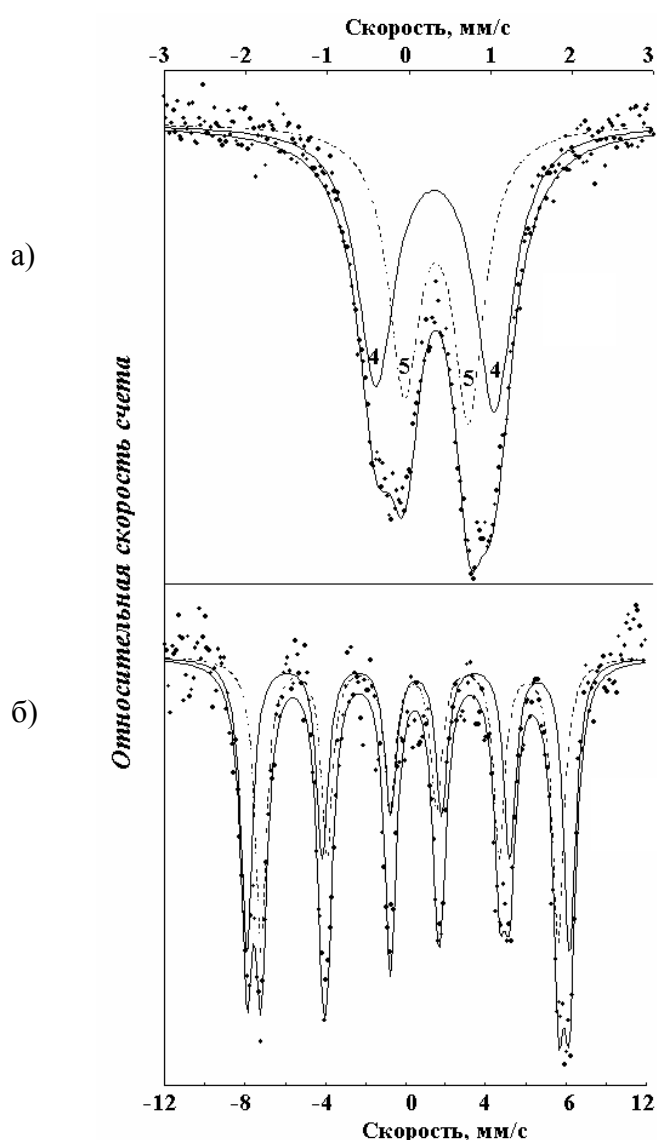 Скорость, мм/с
-3 -2 -1 0 1 2 3
а)
4 5 5 4
Относительная скорость счета
б)
-12 -8 -4 0 4 6 12
Скорость, мм/с